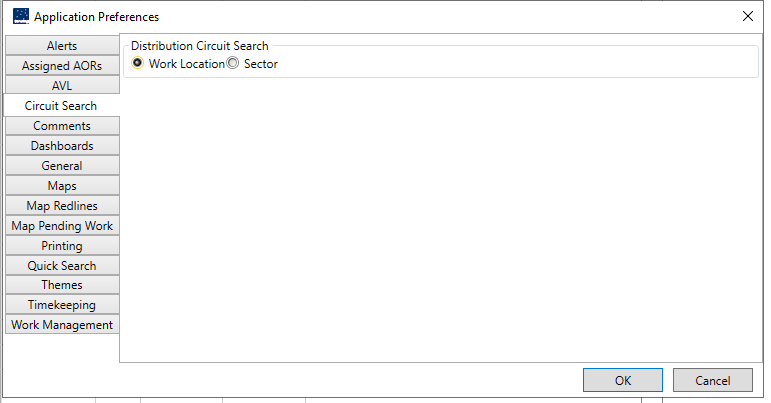 Application Preferences
Alerts
Assigned AORs
AVL
Circuit Search
Comments
Dashboards
General
Maps
Map Redlines
Map Pending Work
Printing
Quick Search
Themes
Timekeeping
Work Management
Distribution Circuit Search
Work Location Sector
OK Cancel